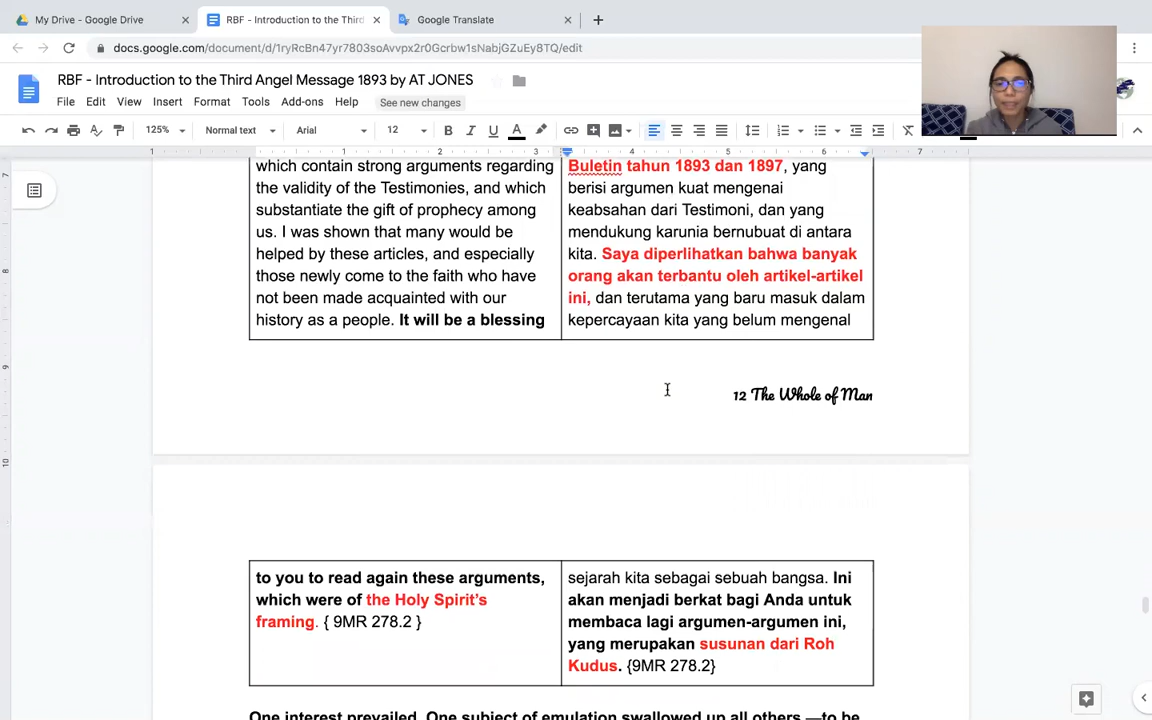 My Drive - Google Drive
RBF - Introduction to the Third
Google Translate
docs.google.com/document/d/1ryRcBn47yr7803soAvvpx2r0Gcrbw1sNabjGZuEy8TQ/edit
RBF - Introduction to the Third Angel Message 1893 by AT JONES
File Edit View Insert Format Tools Add-ons Help See new changes
125% Normal text Arial 12
1 1 2 3 4 5 6 7
which contain strong arguments regarding
the validity of the Testimonies, and which
substantiate the gift of prophecy among
us. I was shown that many would be
helped by these articles, and especially
those newly come to the faith who have
not been made acquainted with our
history as a people. It will be a blessing
Buletin tahun 1893 dan 1897, yang
berisi argumen kuat mengenai
keabsahan dari Testimoni, dan yang
mendukung karunia bernubuat di antara
kita. Saya diperlihatkan bahwa banyak
orang akan terbantu oleh artikel-artikel
ini, dan terutama yang baru masuk dalam
kepercayaan kita yang belum mengenal
12 The Whole of Man
to you to read again these arguments,
which were of the Holy Spirit's
framing. { 9MR 278.2 }
sejarah kita sebagai sebuah bangsa. Ini
akan menjadi berkat bagi Anda untuk
membaca lagi argumen-argumen ini,
yang merupakan susunan dari Roh
Kudus. {9MR 278.2}
One interest prevailed. One subject of emulation swallowed up all others —to be